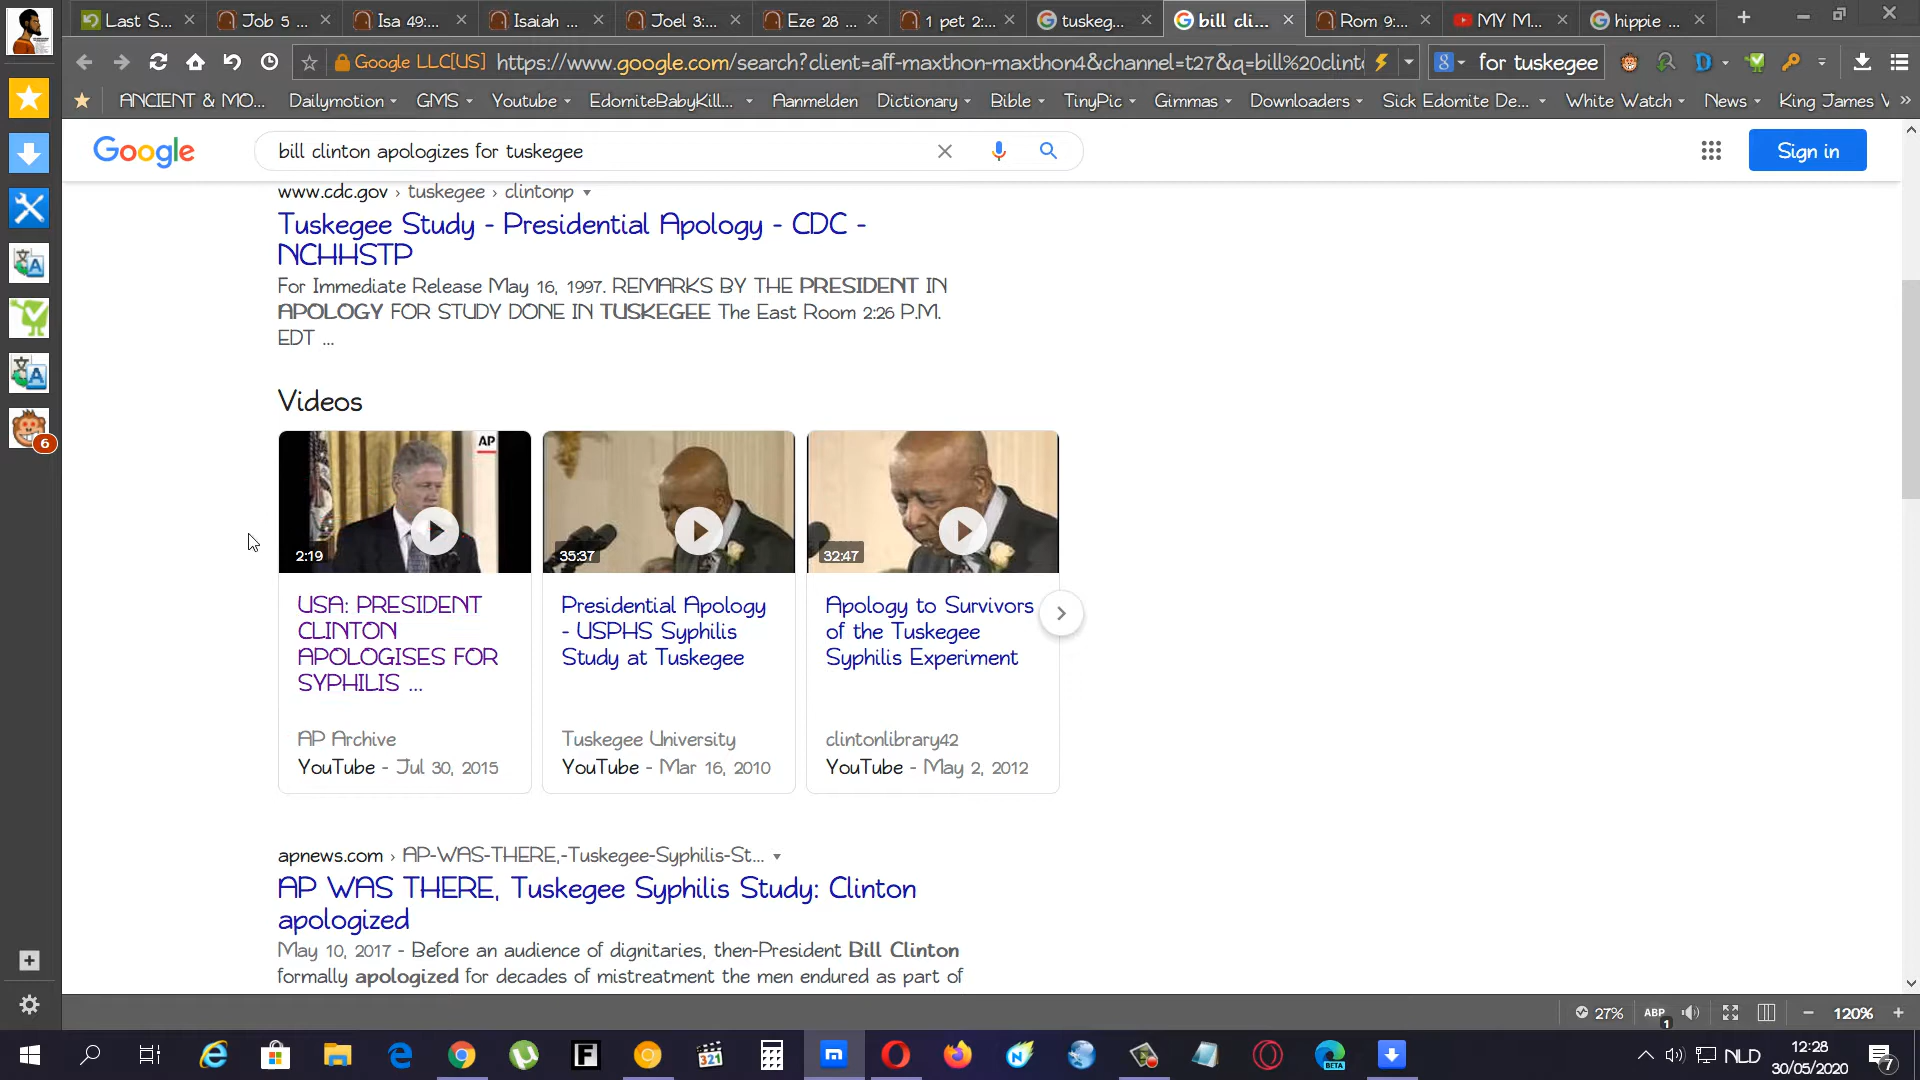 Last S...
Job 5 ...
Isa 49:...
Isaiah ...
Joel 3:...
Eze 28 ...
1 pet 2:...
tuskeg...
bill cli...
Rom 9:...
MY M...
hippie ...
Google LLC[US]
https://www.google.com/search?client=aff-maxthon-maxthon4&channel=t27&q=bill%20clint
for tuskegee
ANCIENT & MO...
Dailymotion
GMS
Youtube
EdomiteBabyKill...
Aanmelden
Dictionary
Bible
TinyPic
Gimmas
Downloaders
Sick Edomite De...
White Watch
News
King James V
Google
bill clinton apologizes for tuskegee
Sign in
www.cdc.gov › tuskegee › clintonp
Tuskegee Study - Presidential Apology - CDC -
NCHHSTP
For Immediate Release May 16, 1997. REMARKS BY THE PRESIDENT IN
APOLOGY FOR STUDY DONE IN TUSKEGEE The East Room 2:26 P.M.
EDT ...
Videos
AP
2:19
35:37
32:47
USA: PRESIDENT
CLINTON
APOLOGISES FOR
SYPHILIS ...
AP Archive
YouTube - Jul 30, 2015
Presidential Apology
- USPHS Syphilis
Study at Tuskegee
Tuskegee University
YouTube - Mar 16, 2010
Apology to Survivors
of the Tuskegee
Syphilis Experiment
clintonlibrary42
YouTube - May 2, 2012
apnews.com › AP-WAS-THERE,-Tuskegee-Syphilis-St...
AP WAS THERE, Tuskegee Syphilis Study: Clinton
apologized
May 10, 2017 - Before an audience of dignitaries, then-President Bill Clinton
formally apologized for decades of mistreatment the men endured as part of
6
27%
ABP
1
120%
321
BETA
NLD
12:28
30/05/2020
7